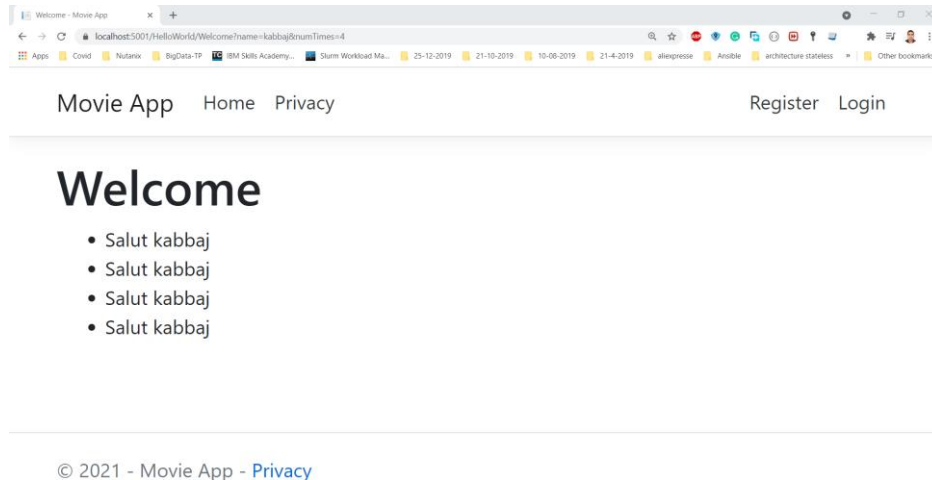 Welcome - Movie App
localhost:5001/HelloWorld/Welcome?name=kabbaj&numTimes=4
Apps Covid Nutanix BigData-TP IBM Skills Academy... Slurm Workload Ma... 25-12-2019 21-10-2019 10-08-2019 21-4-2019 aliexpresse Ansible architecture stateless » Other bookmarks
Movie App Home Privacy Register Login
Welcome
• Salut kabbaj
• Salut kabbaj
• Salut kabbaj
• Salut kabbaj
© 2021 - Movie App - Privacy